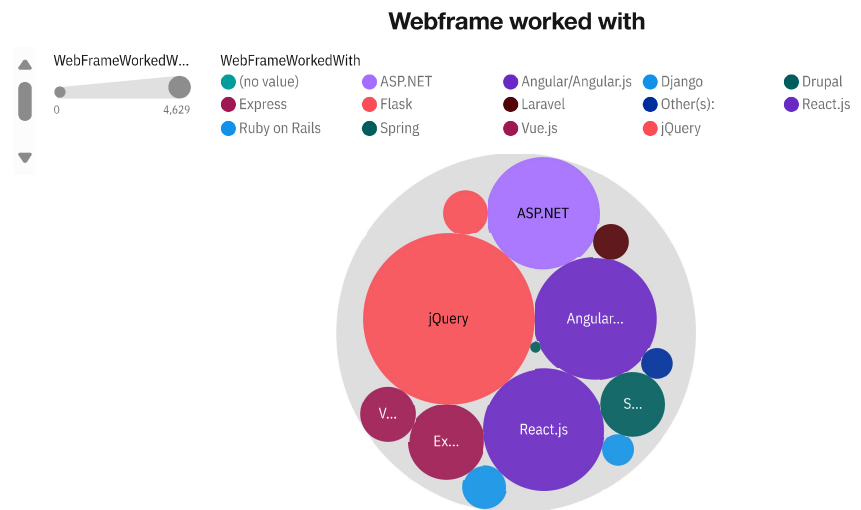 Webframe worked with
WebFrameWorkedW...
0
4,629
WebFrameWorkedWith
(no value)
ASP.NET
Angular/Angular.js
Django
Drupal
Express
Flask
Laravel
Other(s):
React.js
Ruby on Rails
Spring
Vue.js
jQuery
ASP.NET
jQuery
Angular...
S...
V...
React.js
Ex...